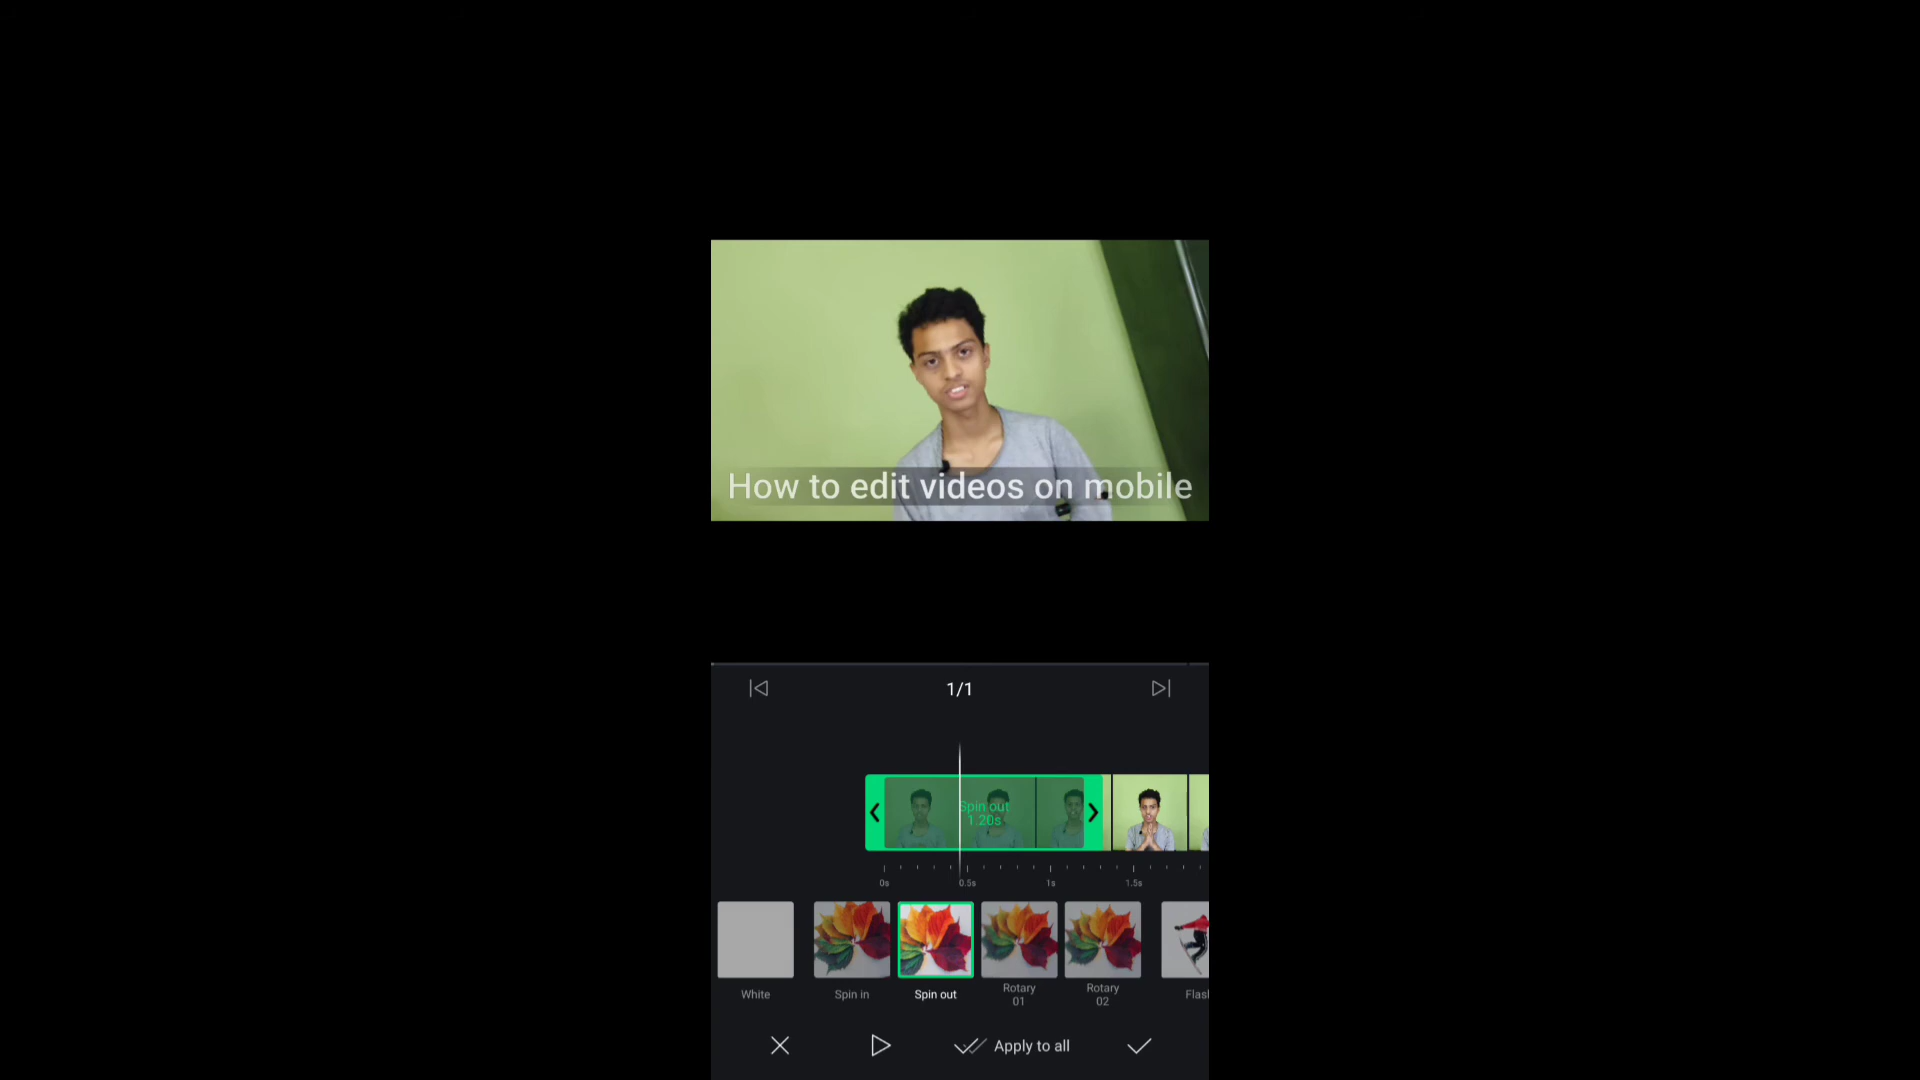 How to edit videos on mobile
1/1
Spin out
1.20s
0s 0.5s 1s 1.5s
White Spin in Spin out Rotary 01 Rotary 02 Flas
Apply to all